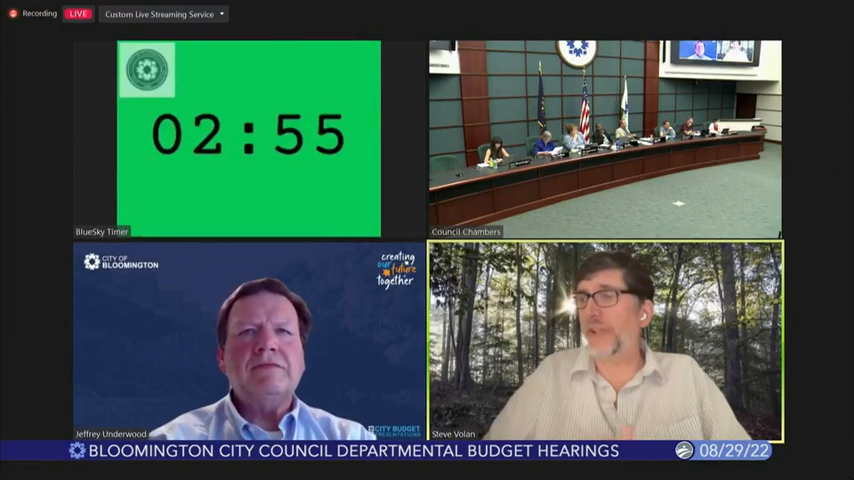 Recording
LIVE
Custom Live Streaming Service
02:55
BlueSky Timer
Council Chambers
CITY OF
BLOOMINGTON
creating
our future
together
Jeffrey Underwood
CITY BUDGET
PRESENTATIONS
Steve Volan
BLOOMINGTON CITY COUNCIL DEPARTMENTAL BUDGET HEARINGS
08/29/22